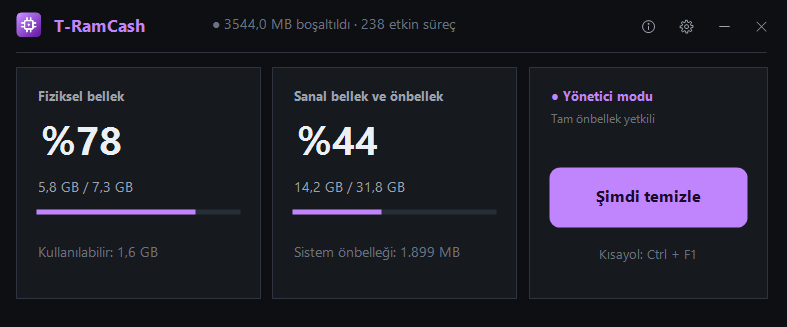 T-RamCash
● 3544,0 MB boşaltıldı · 238 etkin süreç
Fiziksel bellek
%78
5,8 GB / 7,3 GB
Kullanılabilir: 1,6 GB
Sanal bellek ve önbellek
%44
14,2 GB / 31,8 GB
Sistem önbelleği: 1.899 MB
● Yönetici modu
Tam önbellek yetkili
Şimdi temizle
Kısayol: Ctrl + F1